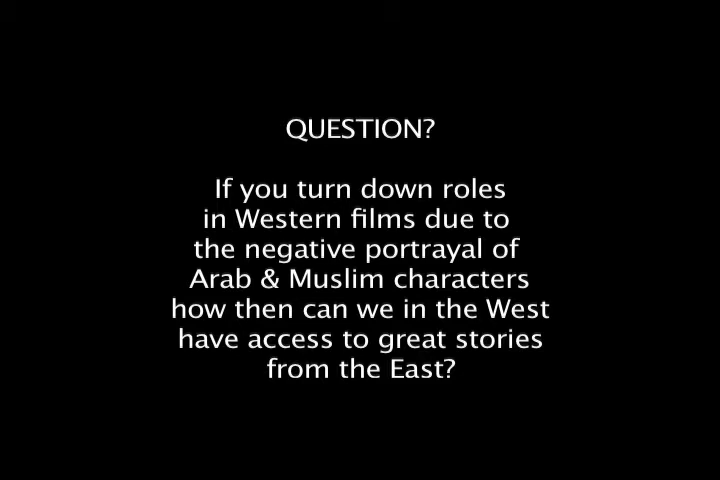 QUESTION?
If you turn down roles
in Western films due to
the negative portrayal of
Arab & Muslim characters
how then can we in the West
have access to great stories
from the East?